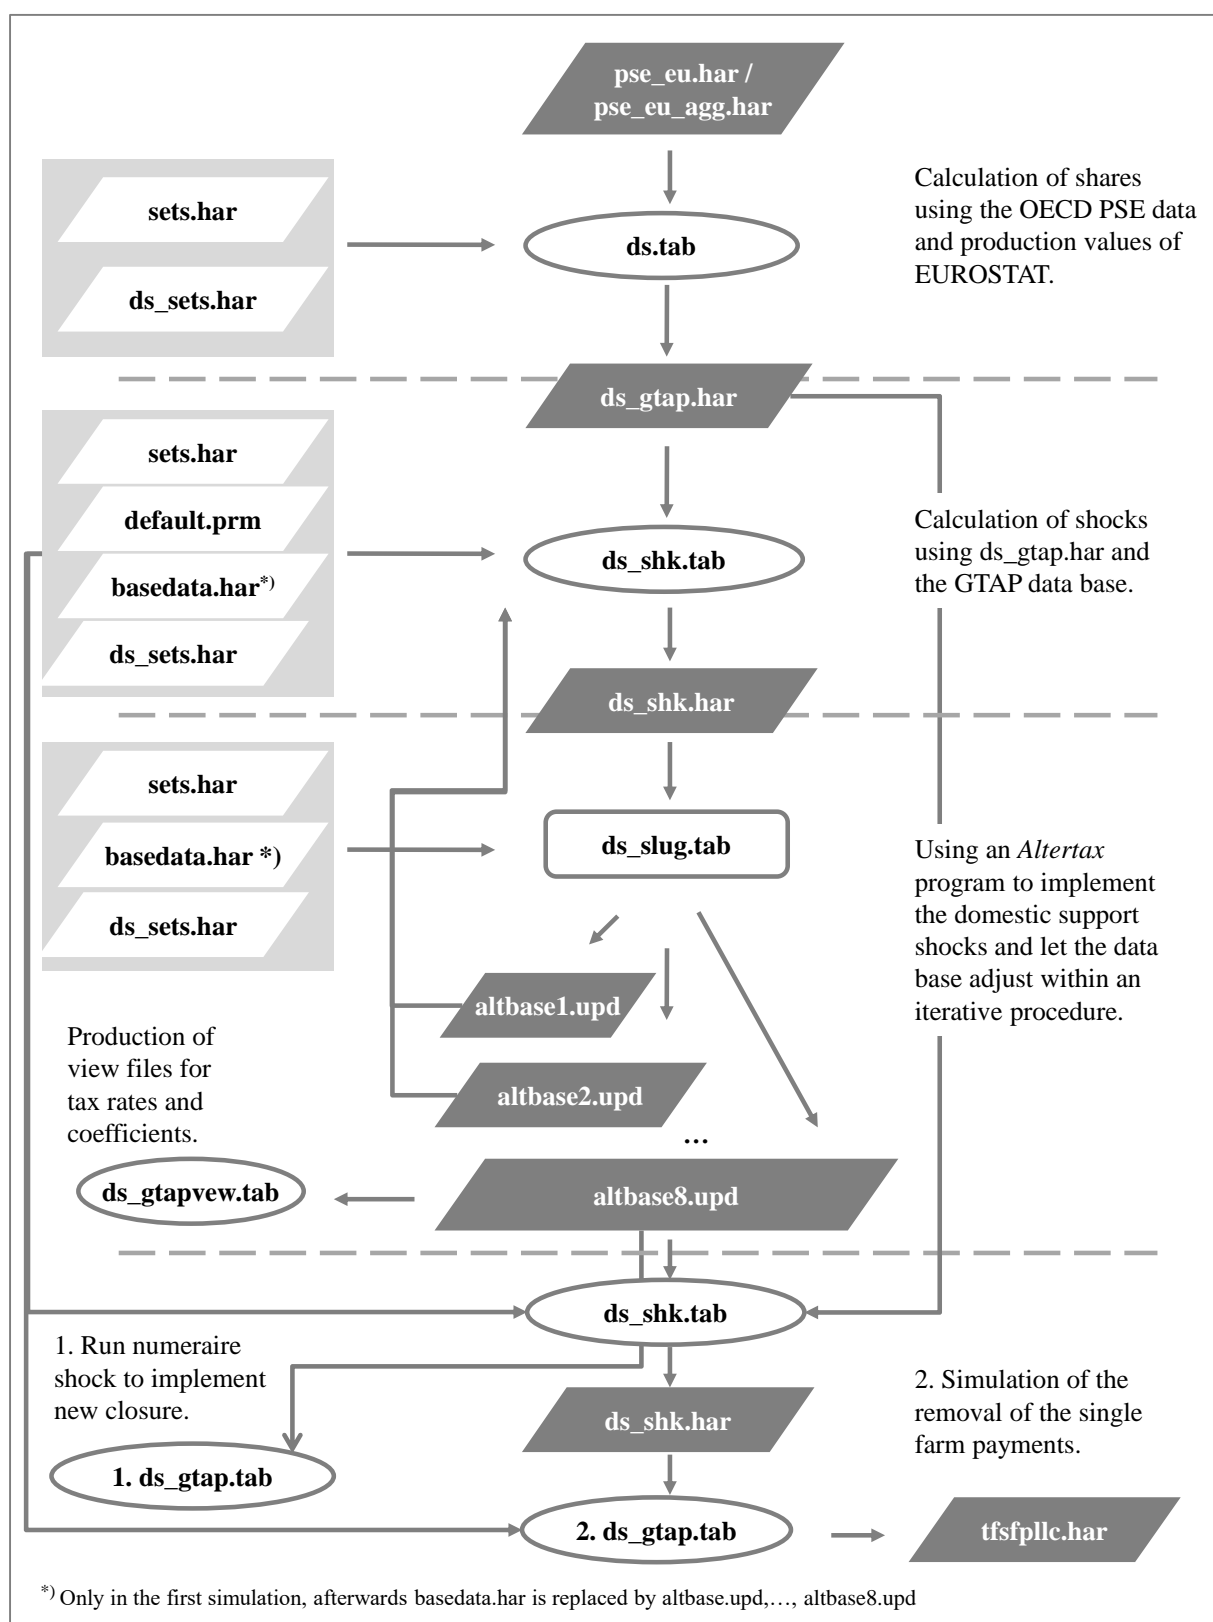 pse_eu.har /
pse_eu_agg.har
sets.har
ds_sets.har
ds.tab
Calculation of shares
using the OECD PSE data
and production values of
EUROSTAT.
ds_gtap.har
sets.har
default.prm
basedata.har*)
ds_sets.har
ds_shk.tab
Calculation of shocks
using ds_gtap.har and
the GTAP data base.
ds_shk.har
sets.har
basedata.har *)
ds_sets.har
ds_slug.tab
Using an Altertax
program to implement
the domestic support
shocks and let the data
base adjust within an
iterative procedure.
altbase1.upd
altbase2.upd
...
altbase8.upd
Production of
view files for
tax rates and
coefficients.
ds_gtapvew.tab
ds_shk.tab
1. Run numeraire
shock to implement
new closure.
1. ds_gtap.tab
ds_shk.har
2. Simulation of the
removal of the single
farm payments.
2. ds_gtap.tab
tfsfpllc.har
*) Only in the first simulation, afterwards basedata.har is replaced by altbase.upd,…, altbase8.upd